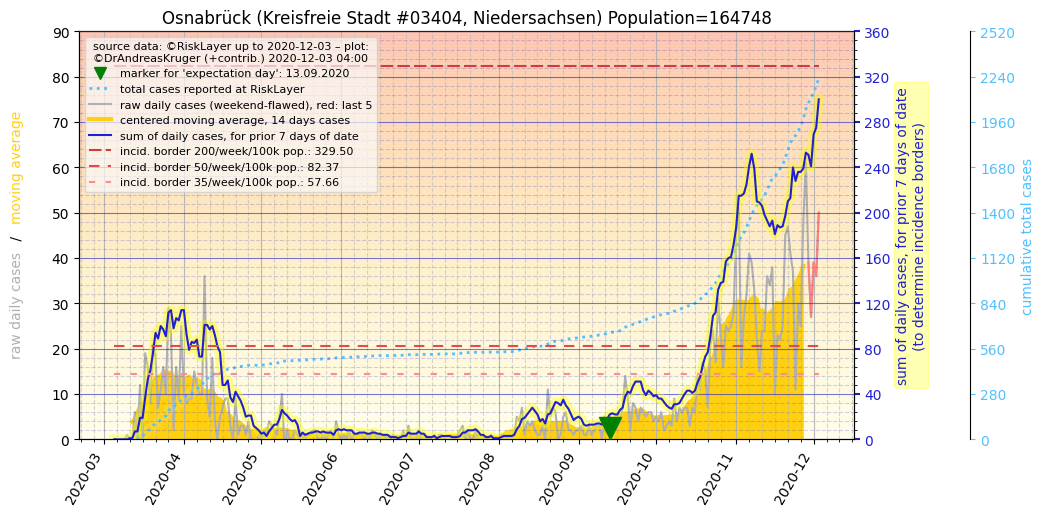 Osnabrück (Kreisfreie Stadt #03404, Niedersachsen) Population=164748
source data: ©RiskLayer up to 2020-12-03 – plot:
©DrAndreasKruger (+contrib.) 2020-12-03 04:00
marker for 'expectation day': 13.09.2020
total cases reported at RiskLayer
raw daily cases (weekend-flawed), red: last 5
centered moving average, 14 days cases
sum of daily cases, for prior 7 days of date
incid. border 200/week/100k pop.: 329.50
incid. border 50/week/100k pop.: 82.37
incid. border 35/week/100k pop.: 57.66
raw daily cases / moving average
90
80
70
60
50
40
30
20
10
0
2020-03
2020-04
2020-05
2020-06
2020-07
2020-08
2020-09
2020-10
2020-11
2020-12
360
320
280
240
200
160
120
80
40
0
sum of daily cases, for prior 7 days of date
(to determine incidence borders)
2520
2240
1960
1680
1400
1120
840
560
280
0
cumulative total cases